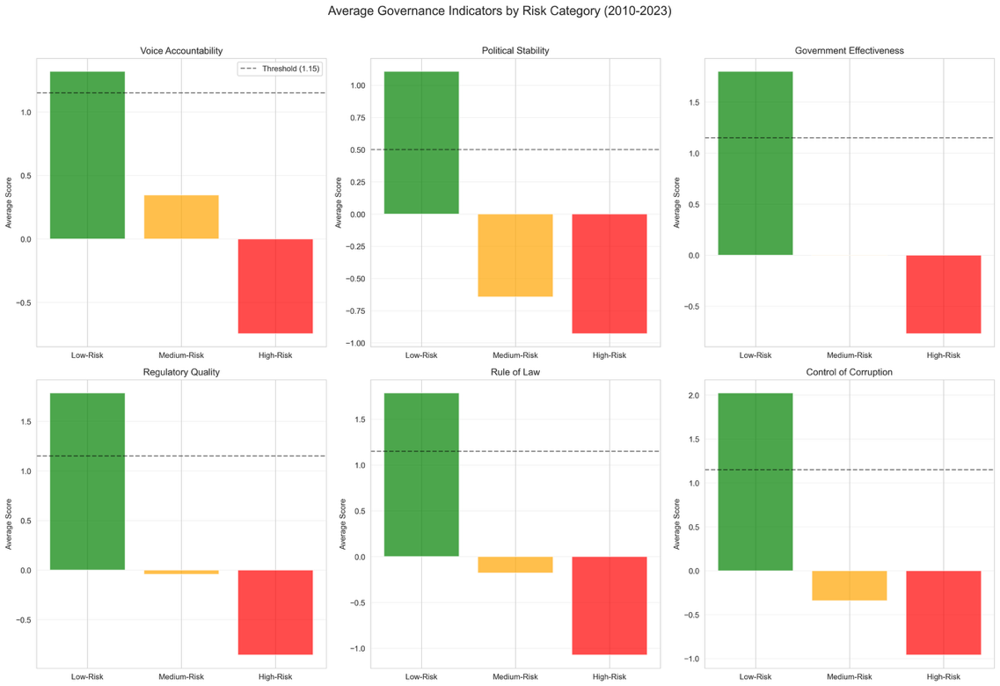 Average Governance Indicators by Risk Category (2010-2023)
Voice Accountability
Threshold (1.15)
Average Score
1.0
0.5
0.0
−0.5
Low-Risk Medium-Risk High-Risk
Political Stability
Average Score
1.00
0.75
0.50
0.25
0.00
−0.25
−0.50
−0.75
−1.00
Low-Risk Medium-Risk High-Risk
Government Effectiveness
Average Score
1.5
1.0
0.5
0.0
−0.5
Low-Risk Medium-Risk High-Risk
Regulatory Quality
Average Score
1.5
1.0
0.5
0.0
−0.5
Low-Risk Medium-Risk High-Risk
Rule of Law
Average Score
1.5
1.0
0.5
0.0
−0.5
−1.0
Low-Risk Medium-Risk High-Risk
Control of Corruption
Average Score
2.0
1.5
1.0
0.5
0.0
−0.5
−1.0
Low-Risk Medium-Risk High-Risk